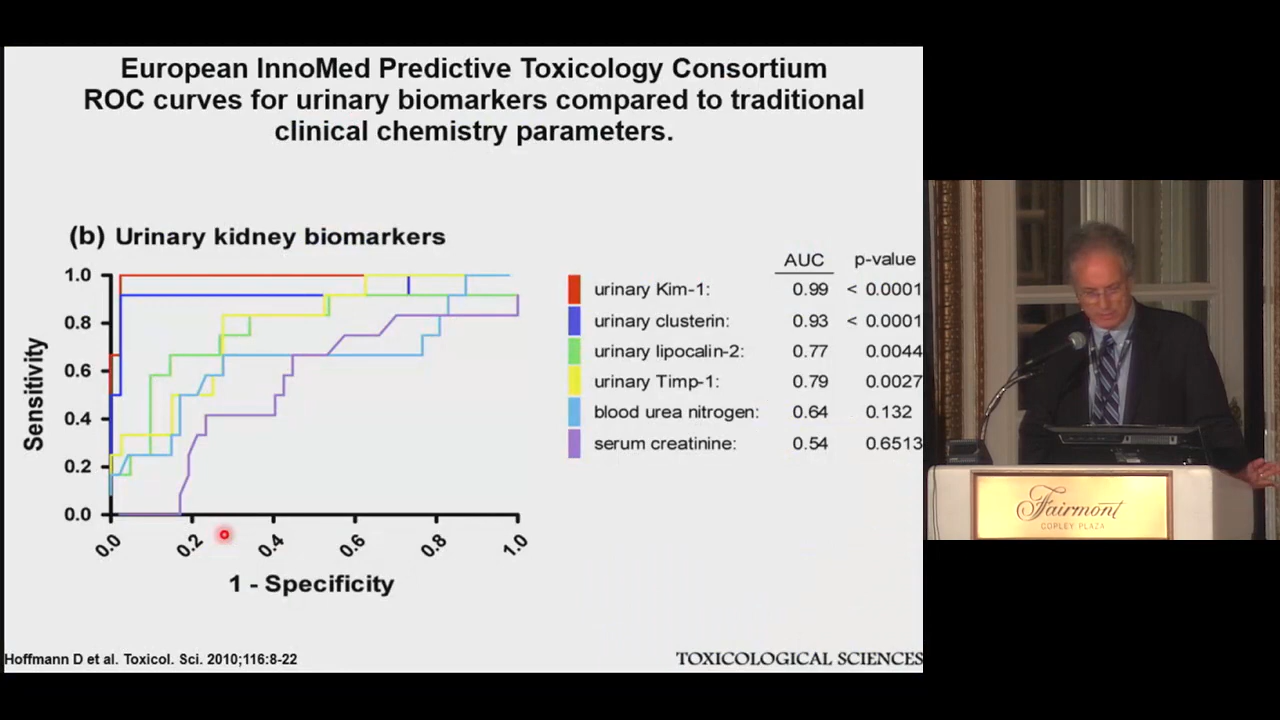 European InnoMed Predictive Toxicology Consortium
ROC curves for urinary biomarkers compared to traditional
clinical chemistry parameters.
(b) Urinary kidney biomarkers
AUC p-value
urinary Kim-1: 0.99 < 0.0001
urinary clusterin: 0.93 < 0.0001
urinary lipocalin-2: 0.77 0.0044
urinary Timp-1: 0.79 0.0027
blood urea nitrogen: 0.64 0.132
serum creatinine: 0.54 0.6513
Sensitivity
1.0
0.8
0.6
0.4
0.2
0.0
0.0 0.2 0.4 0.6 0.8 1.0
1 - Specificity
Hoffmann D et al. Toxicol. Sci. 2010;116:8-22
TOXICOLOGICAL SCIENCES
Fairmont
COPLEY PLAZA